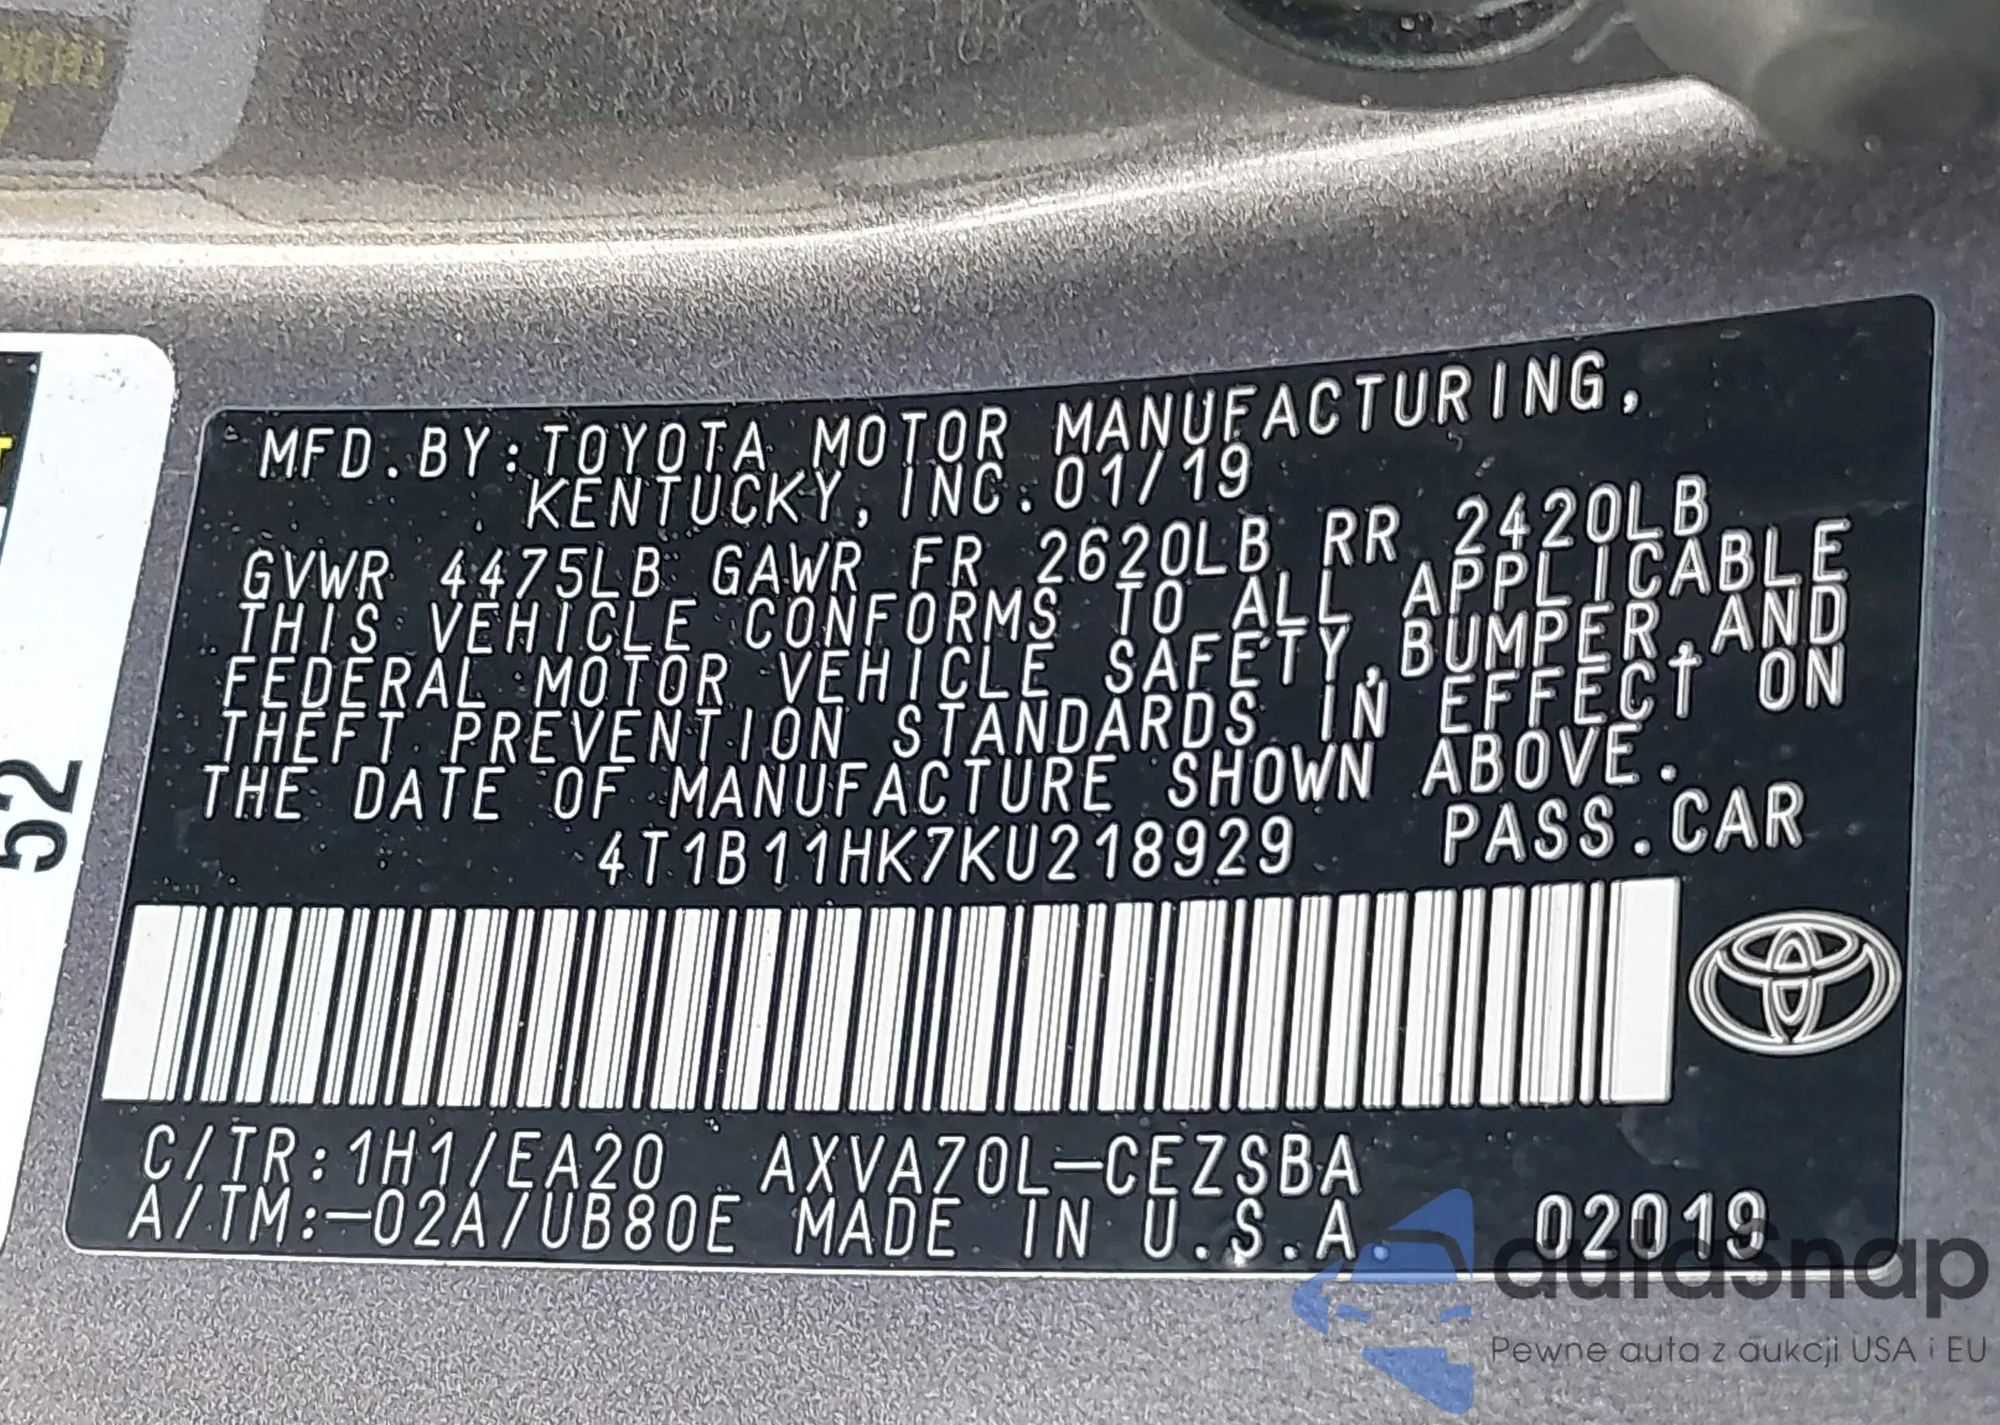 MFD.BY:TOYOTA MOTOR MANUFACTURING,
KENTUCKY, INC.01/19
GVWR 4475LB GAWR FR 2620LB RR 2420LB
THIS VEHICLE CONFORMS TO ALL APPLICABLE
FEDERAL MOTOR VEHICLE SAFETY,BUMPER,AND
THEFT PREVENTION STANDARDS IN EFFECT ON
THE DATE OF MANUFACTURE SHOWN ABOVE.
4T1B11HK7KU218929 PASS.CAR
C/TR:1H1/EA20 AXVA70L-CEZSBA
A/TM:-02A/UB80E MADE IN U.S.A. 02019
52
autoSnap
Pewne auta z aukcji USA i EU